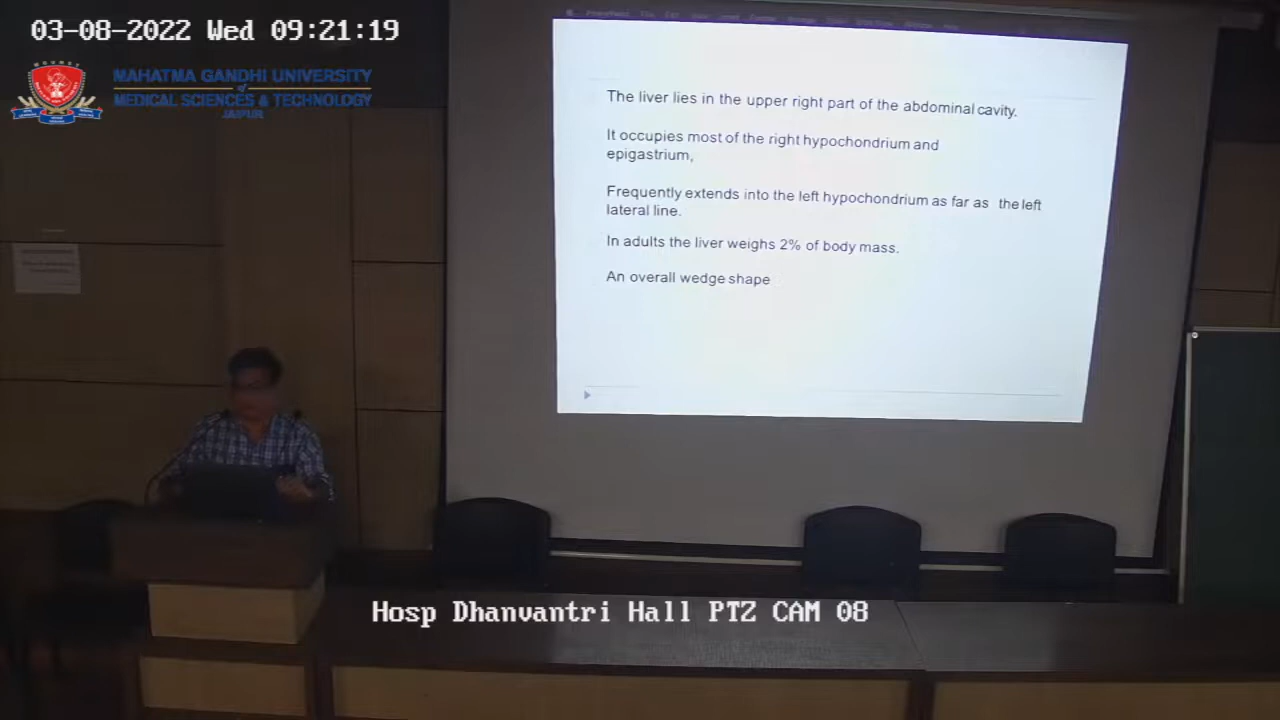 03-08-2022 Wed 09:21:19
MAHATMA GANDHI UNIVERSITY
of
MEDICAL SCIENCES & TECHNOLOGY
JAIPUR
The liver lies in the upper right part of the abdominal cavity.
It occupies most of the right hypochondrium and
epigastrium,
Frequently extends into the left hypochondrium as far as the left
lateral line.
In adults the liver weighs 2% of body mass.
An overall wedge shape
Hosp Dhanvantri Hall PTZ CAM 08